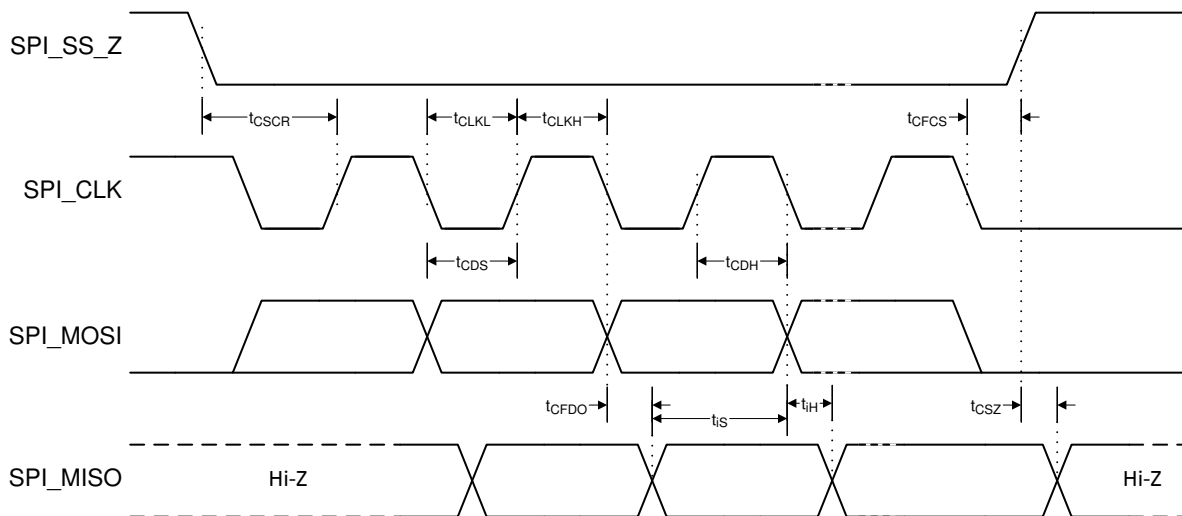 SPI_SS_Z
tCSCR
tCLKL
tCLKH
tCFCS
SPI_CLK
tCDS
tCDH
SPI_MOSI
tCFDO
tiS
tiH
tCSZ
SPI_MISO
Hi-Z
Hi-Z